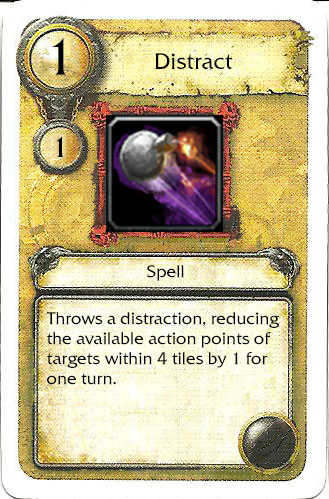 1
Distract
1
Spell
Throws a distraction, reducing
the available action points of
targets within 4 tiles by 1 for
one turn.